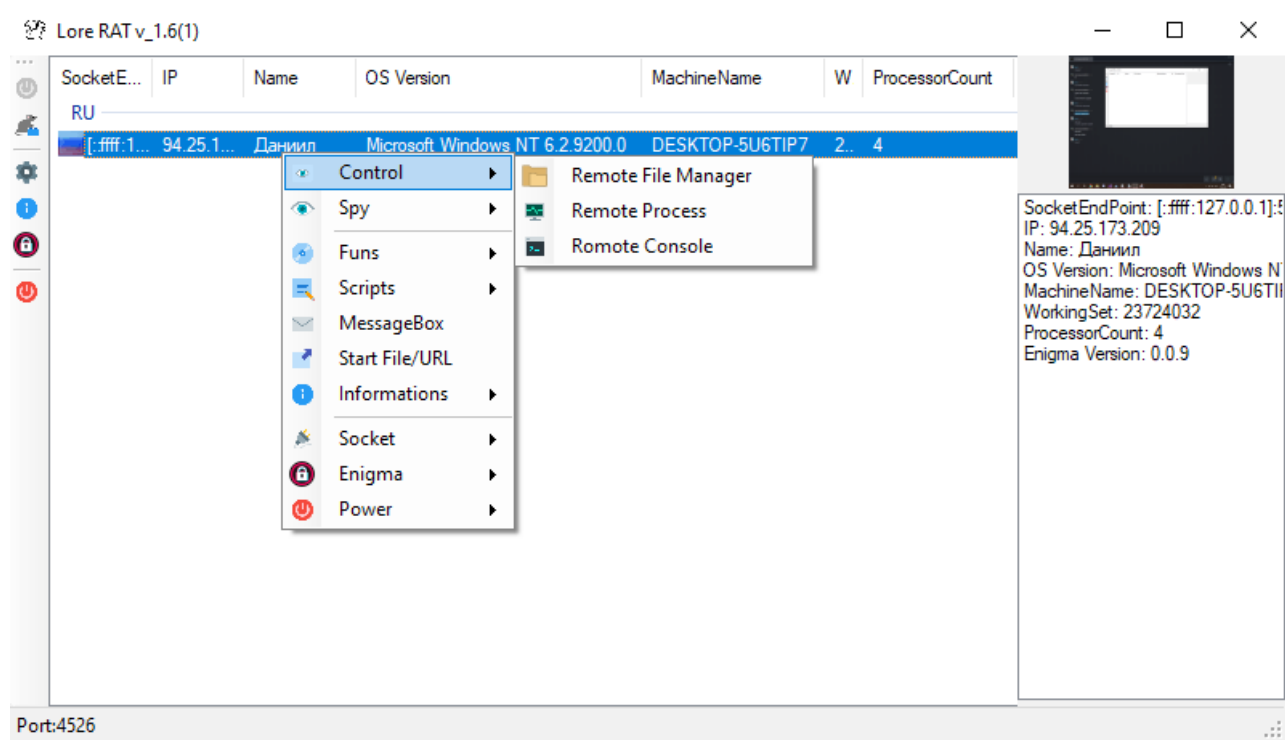 Lore RAT v_1.6(1)
SocketE... IP Name OS Version MachineName W ProcessorCount
RU
[::ffff:1... 94.25.1... Даниил Microsoft Windows NT 6.2.9200.0 DESKTOP-5U6TIP7 2.. 4
Control
Spy
Funs
Scripts
MessageBox
Start File/URL
Informations
Socket
Enigma
Power
Remote File Manager
Remote Process
Romote Console
SocketEndPoint: [::ffff:127.0.0.1]:5
IP: 94.25.173.209
Name: Даниил
OS Version: Microsoft Windows N
MachineName: DESKTOP-5U6TI
WorkingSet: 23724032
ProcessorCount: 4
Enigma Version: 0.0.9
Port:4526